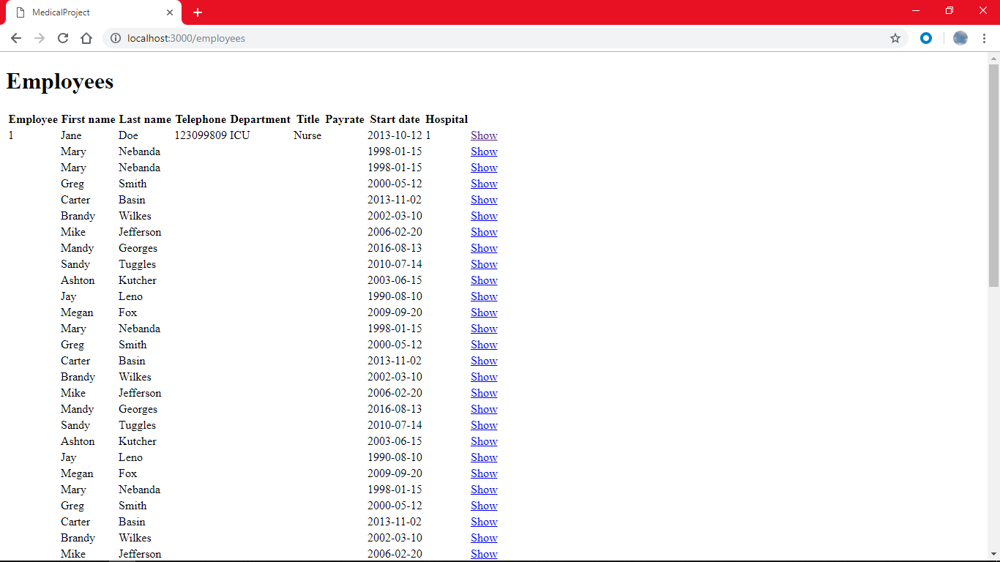 MedicalProject
localhost:3000/employees
Employees
Employee First name Last name Telephone Department Title Payrate Start date Hospital
1 Jane Doe 123099809 ICU Nurse 2013-10-12 1 Show
Mary Nebanda 1998-01-15 Show
Mary Nebanda 1998-01-15 Show
Greg Smith 2000-05-12 Show
Carter Basin 2013-11-02 Show
Brandy Wilkes 2002-03-10 Show
Mike Jefferson 2006-02-20 Show
Mandy Georges 2016-08-13 Show
Sandy Tuggles 2010-07-14 Show
Ashton Kutcher 2003-06-15 Show
Jay Leno 1990-08-10 Show
Megan Fox 2009-09-20 Show
Mary Nebanda 1998-01-15 Show
Greg Smith 2000-05-12 Show
Carter Basin 2013-11-02 Show
Brandy Wilkes 2002-03-10 Show
Mike Jefferson 2006-02-20 Show
Mandy Georges 2016-08-13 Show
Sandy Tuggles 2010-07-14 Show
Ashton Kutcher 2003-06-15 Show
Jay Leno 1990-08-10 Show
Megan Fox 2009-09-20 Show
Mary Nebanda 1998-01-15 Show
Greg Smith 2000-05-12 Show
Carter Basin 2013-11-02 Show
Brandy Wilkes 2002-03-10 Show
Mike Jefferson 2006-02-20 Show